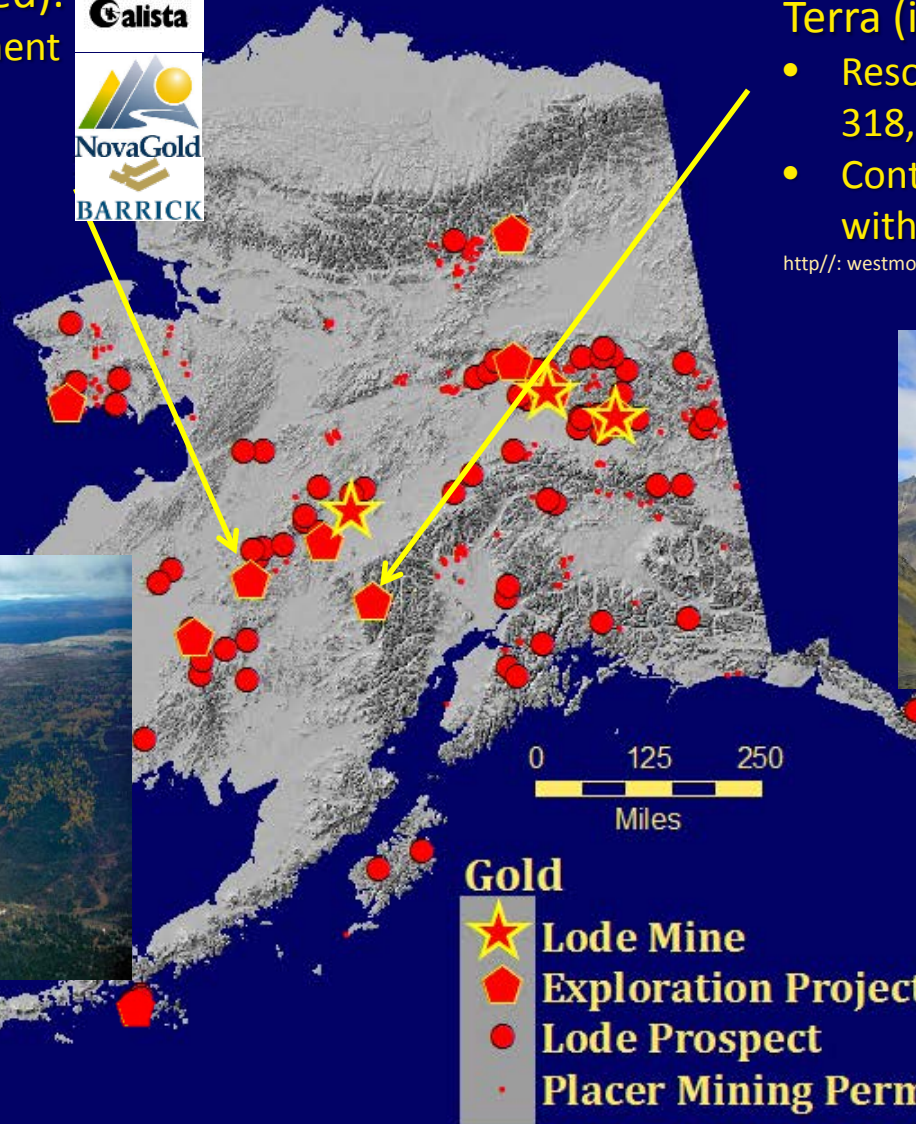 ed):
ment
Calista
NovaGold
BARRICK
Terra (i
• Reso
318,
• Cont
with
http//: westmo
0 125 250
Miles
Gold
Lode Mine
Exploration Project
Lode Prospect
Placer Mining Perm